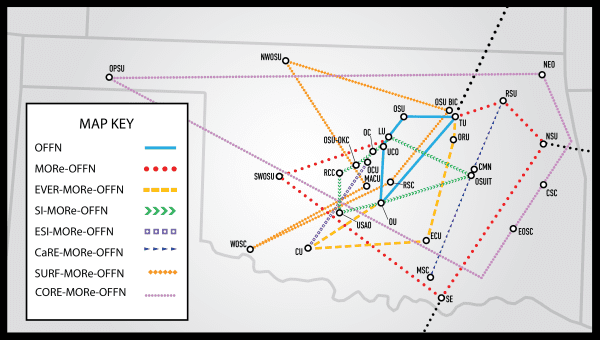 NWOSU
OPSU
NEO
OSU BIC
RSU
OSU
TU
LU
OC
OSU-OKC
ORU
NSU
UCO
OCU
CMN
RCC
SWOSU
MACU
RSC
OSUIT
CSC
USAO
OU
EOSC
ECU
WOSC
CU
MSC
SE
MAP KEY
OFFN
MORe-OFFN
EVER-MORe-OFFN
SI-MORe-OFFN
ESI-MORe-OFFN
CaRE-MORe-OFFN
SURF-MORe-OFFN
CORE-MORe-OFFN